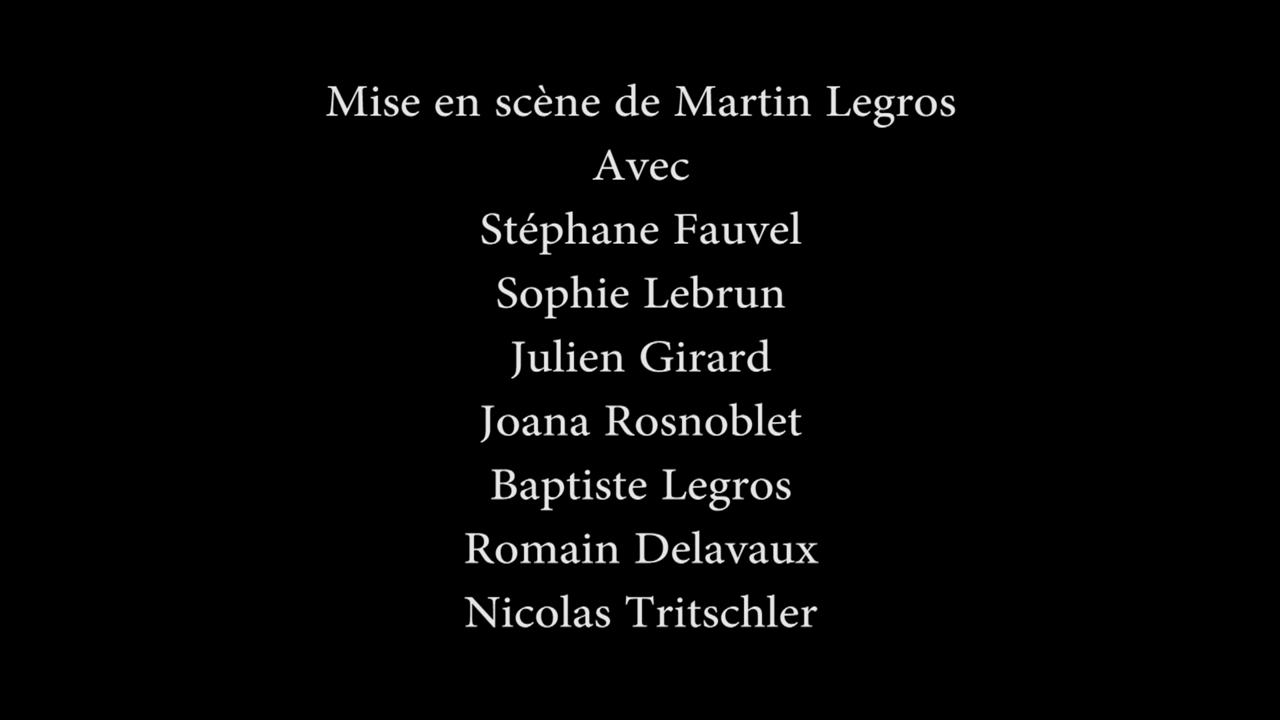 Mise en scène de Martin Legros
Avec
Stéphane Fauvel
Sophie Lebrun
Julien Girard
Joana Rosnoblet
Baptiste Legros
Romain Delavaux
Nicolas Tritschler